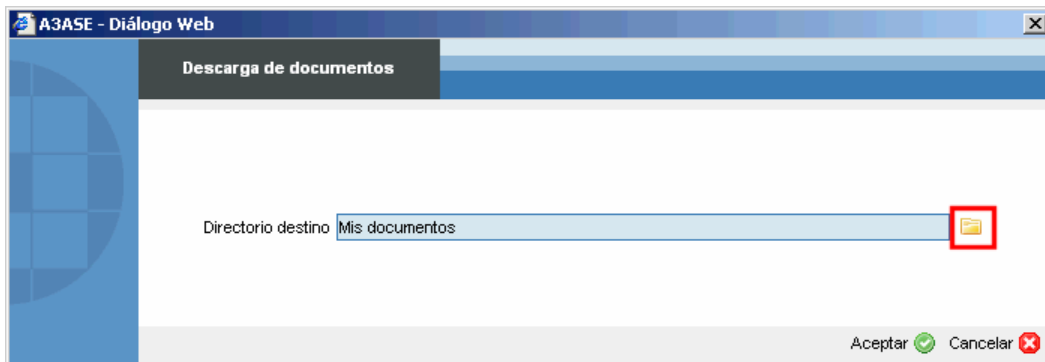 A3ASE - Diálogo Web
Descarga de documentos
Directorio destino Mis documentos
Aceptar Cancelar